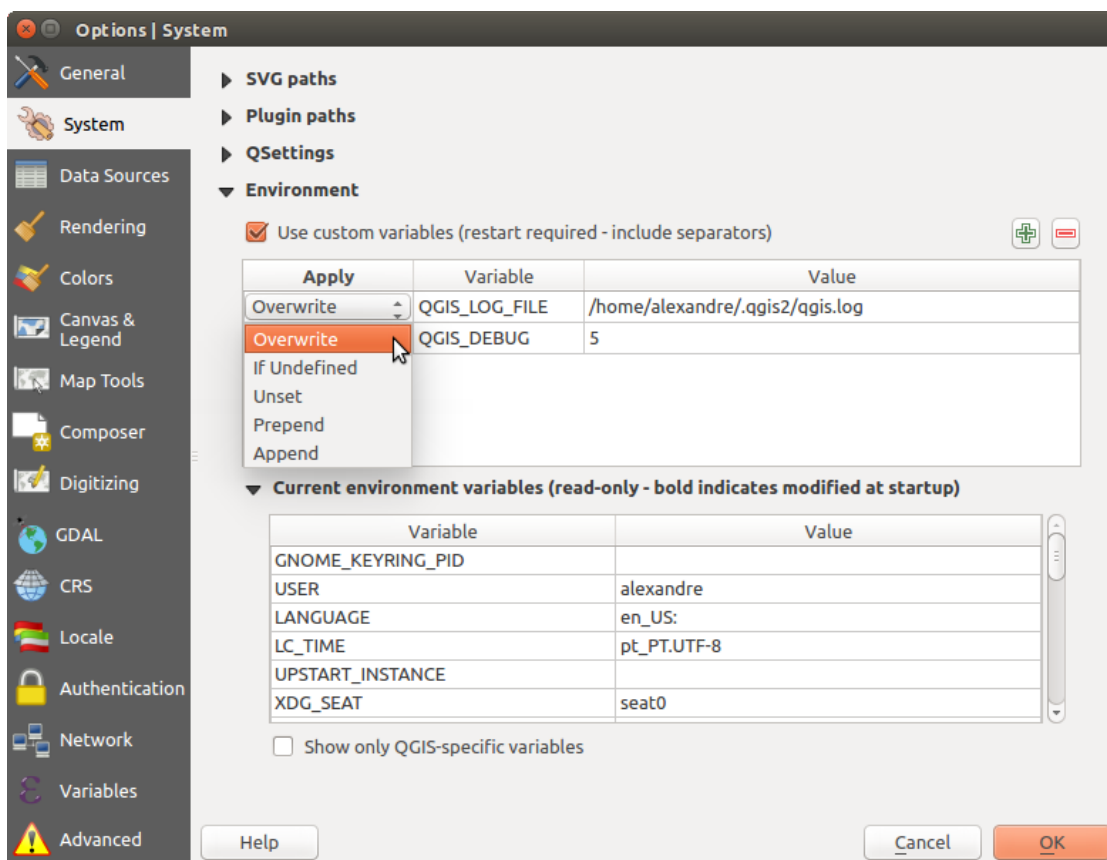 Options | System
General
System
Data Sources
Rendering
Colors
Canvas &
Legend
Map Tools
Composer
Digitizing
GDAL
CRS
Locale
Authentication
Network
Variables
Advanced
SVG paths
Plugin paths
QSettings
Environment
Use custom variables (restart required - include separators)
Apply Variable Value
Overwrite QGIS_LOG_FILE /home/alexandre/.qgis2/qgis.log
Overwrite QGIS_DEBUG 5
If Undefined
Unset
Prepend
Append
Current environment variables (read-only - bold indicates modified at startup)
Variable Value
GNOME_KEYRING_PID
USER alexandre
LANGUAGE en_US:
LC_TIME pt_PT.UTF-8
UPSTART_INSTANCE
XDG_SEAT seat0
Show only QGIS-specific variables
Help Cancel OK